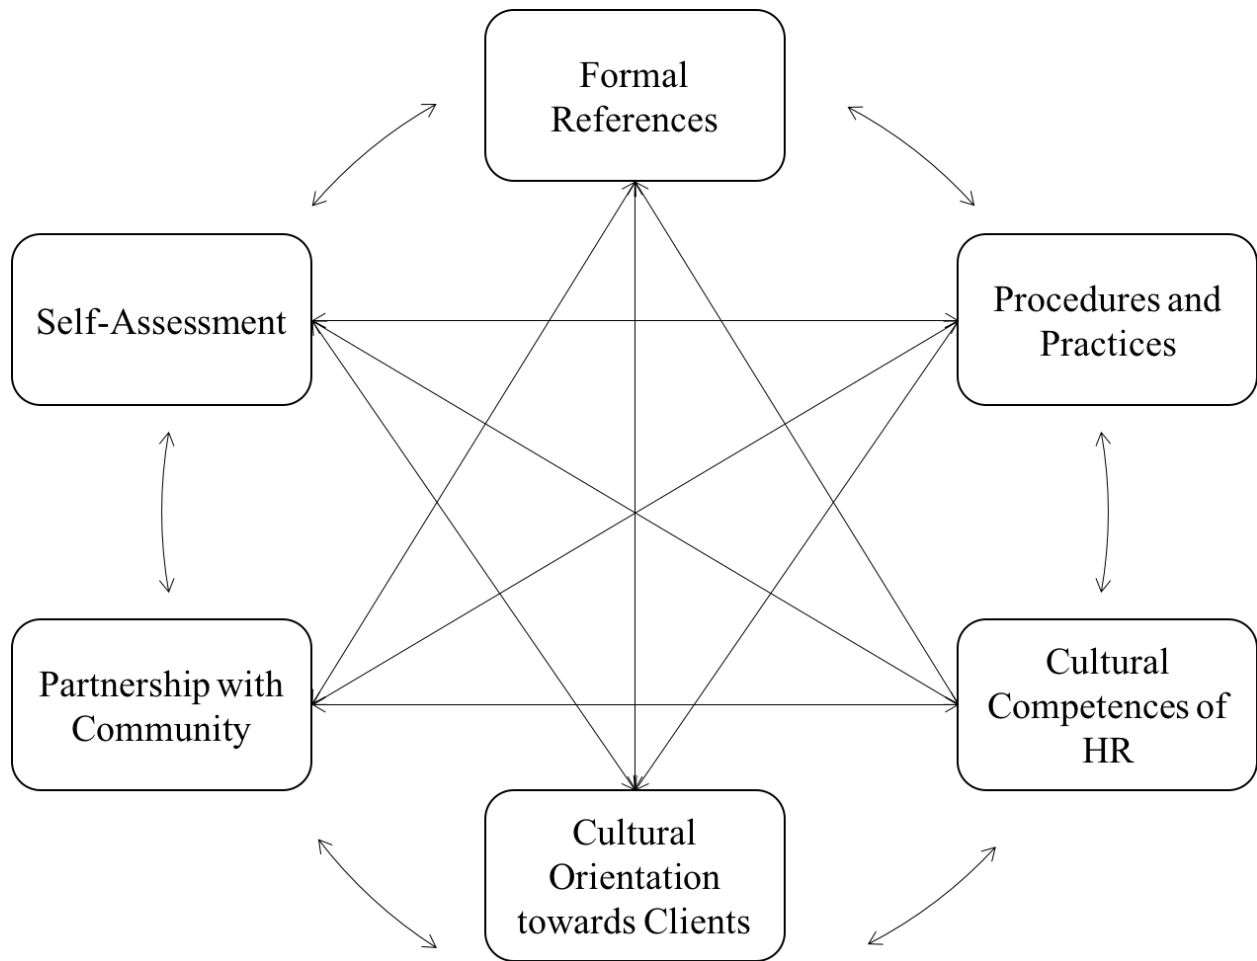 Formal
References
Self-Assessment
Procedures and
Practices
Partnership with
Community
Cultural
Competences of
HR
Cultural
Orientation
towards Clients